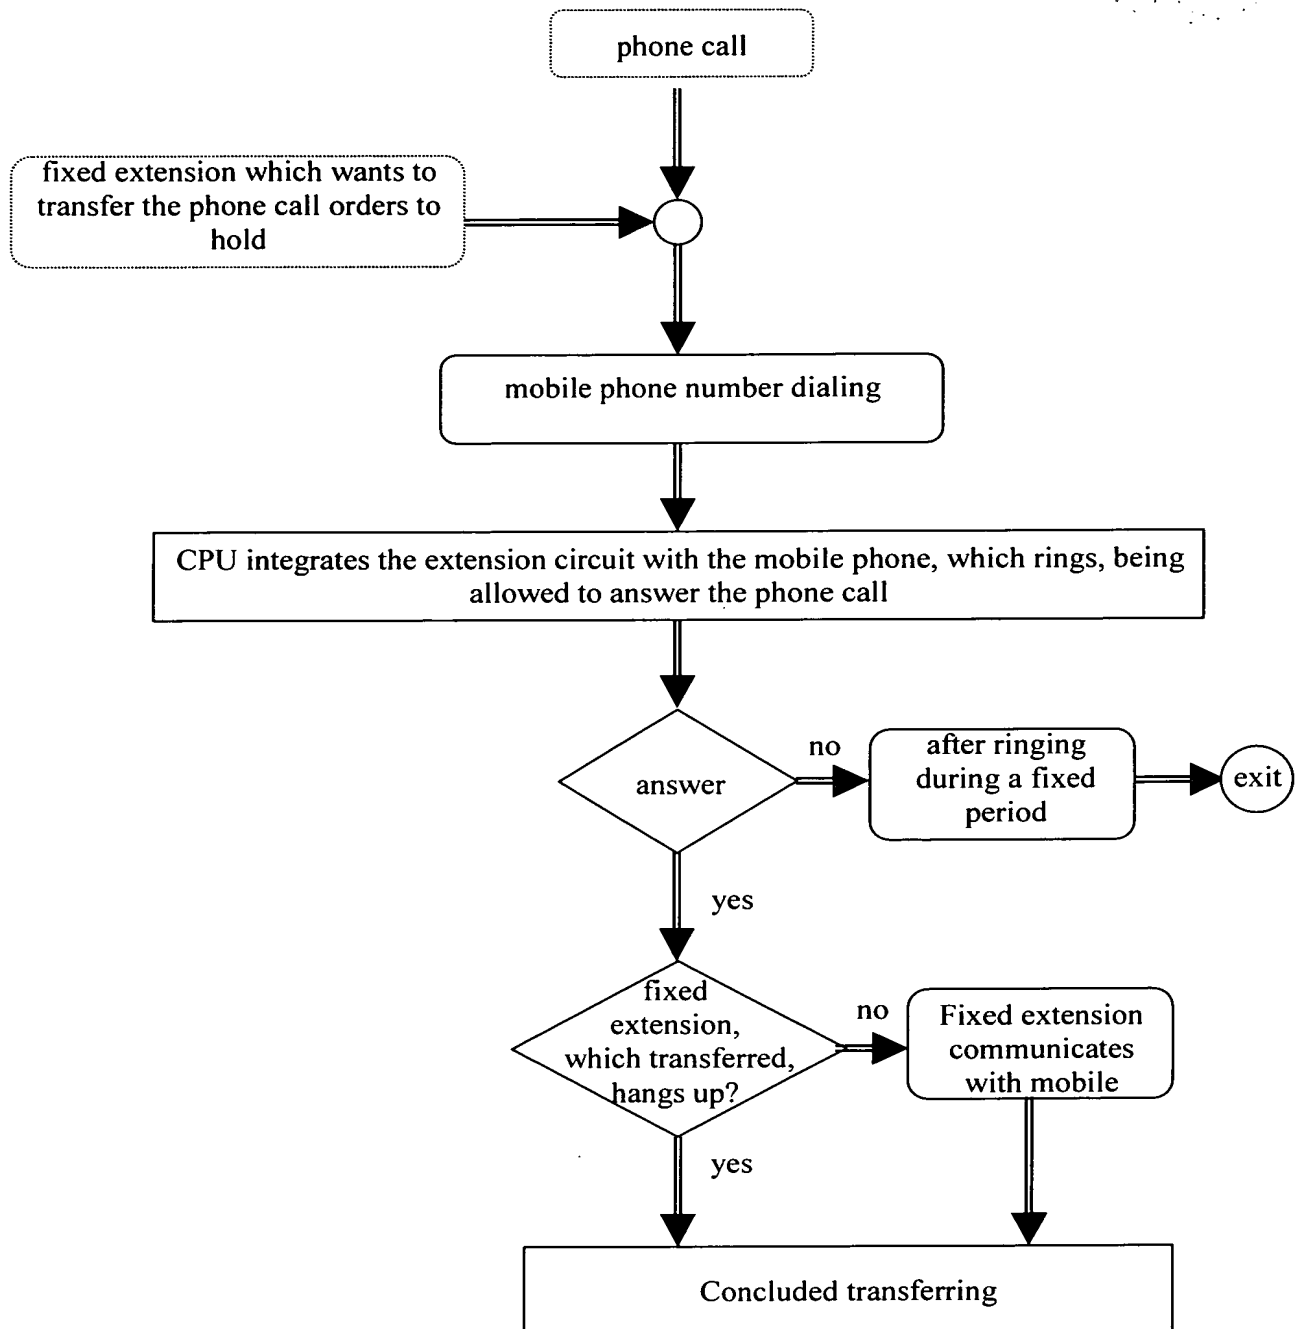 phone call
fixed extension which wants to
transfer the phone call orders to
hold
mobile phone number dialing
CPU integrates the extension circuit with the mobile phone, which rings, being
allowed to answer the phone call
answer
no
after ringing
during a fixed
period
exit
yes
fixed
extension,
which transferred,
hangs up?
no
Fixed extension
communicates
with mobile
yes
Concluded transferring